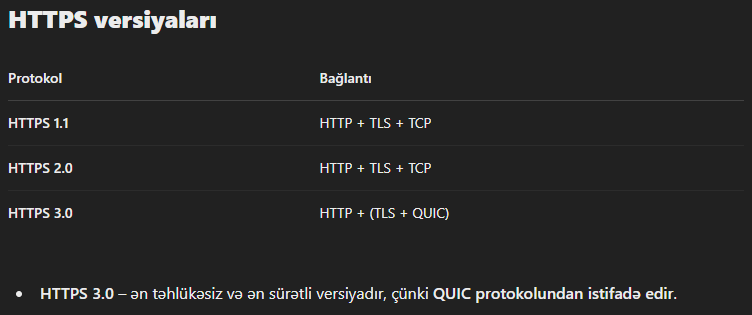 HTTPS versiyaları
Protokol Bağlantı
HTTPS 1.1 HTTP + TLS + TCP
HTTPS 2.0 HTTP + TLS + TCP
HTTPS 3.0 HTTP + (TLS + QUIC)
• HTTPS 3.0 – ən təhlükəsiz və ən sürətli versiyadır, çünki QUIC protokolundan istifadə edir.